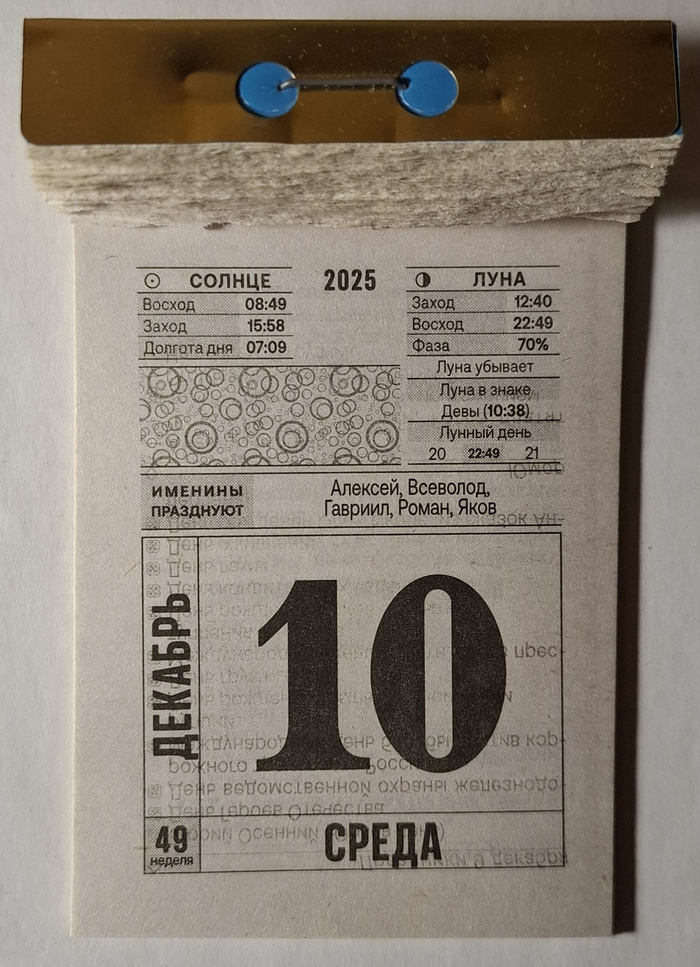 СОЛНЦЕ
Восход 08:49
Заход 15:58
Долгота дня 07:09
2025
ЛУНА
Заход 12:40
Восход 22:49
Фаза 70%
Луна убывает
Луна в знаке
Девы (10:38)
Лунный день
20 22:49 21
ИМЕНИНЫ
ПРАЗДНУЮТ
Алексей, Всеволод,
Гавриил, Роман, Яков
ДЕКАБРЬ
10
49
неделя
СРЕДА